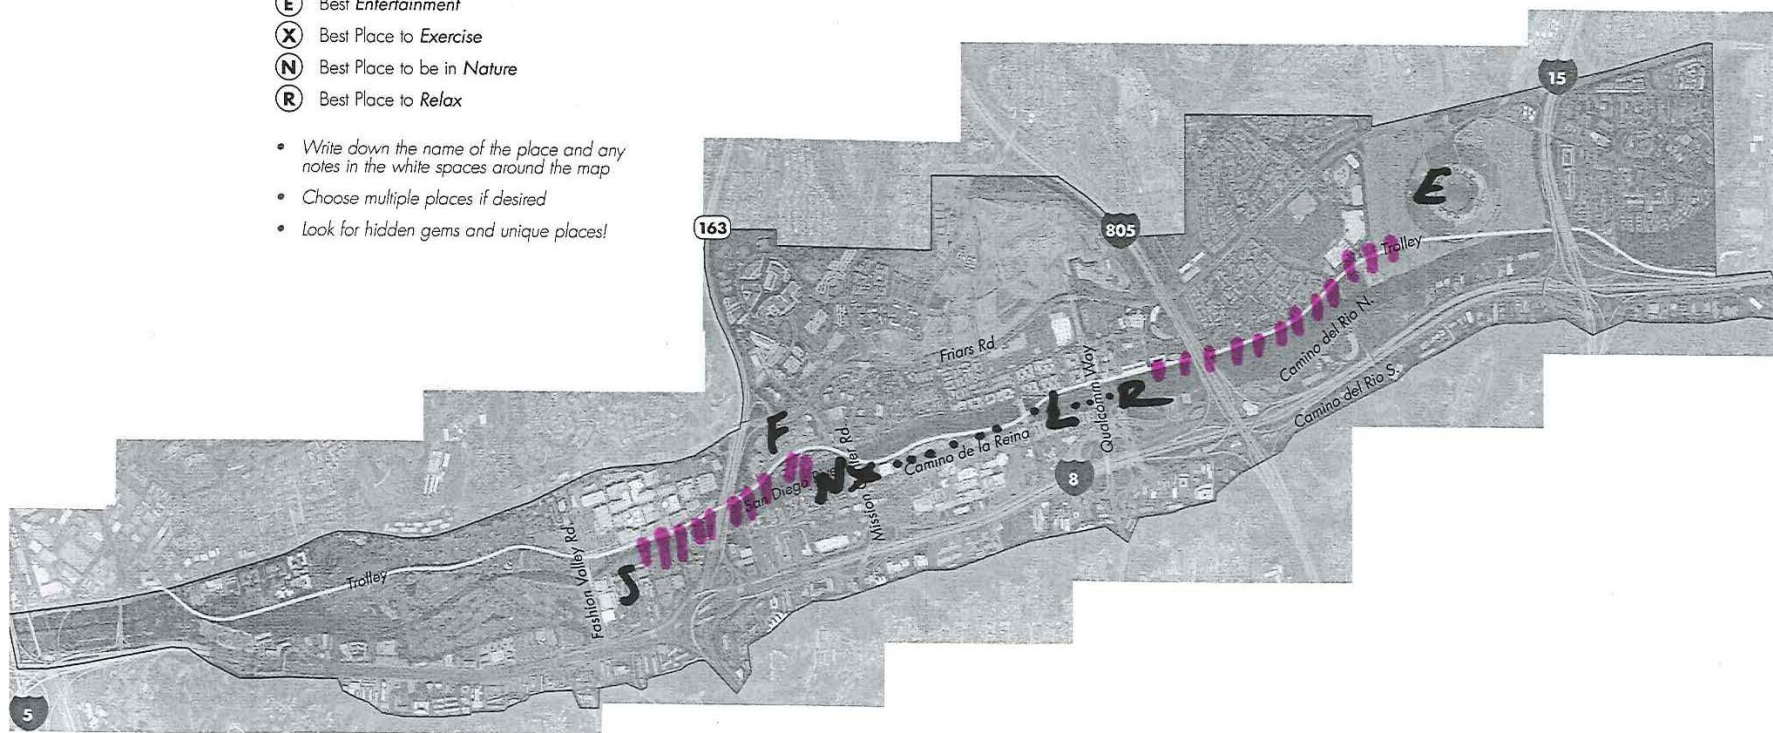 E Best Entertainment
X Best Place to Exercise
N Best Place to be in Nature
R Best Place to Relax
• Write down the name of the place and any
notes in the white spaces around the map
• Choose multiple places if desired
• Look for hidden gems and unique places!
15
E
163
805
Trolley
Camino del Rio N.
Friars Rd
Qualcomm Way
Camino del Rio S.
F
L R
Camino de la Reina
San Diego
NX
Mission
8
Fashion Valley Rd.
S
Trolley
5